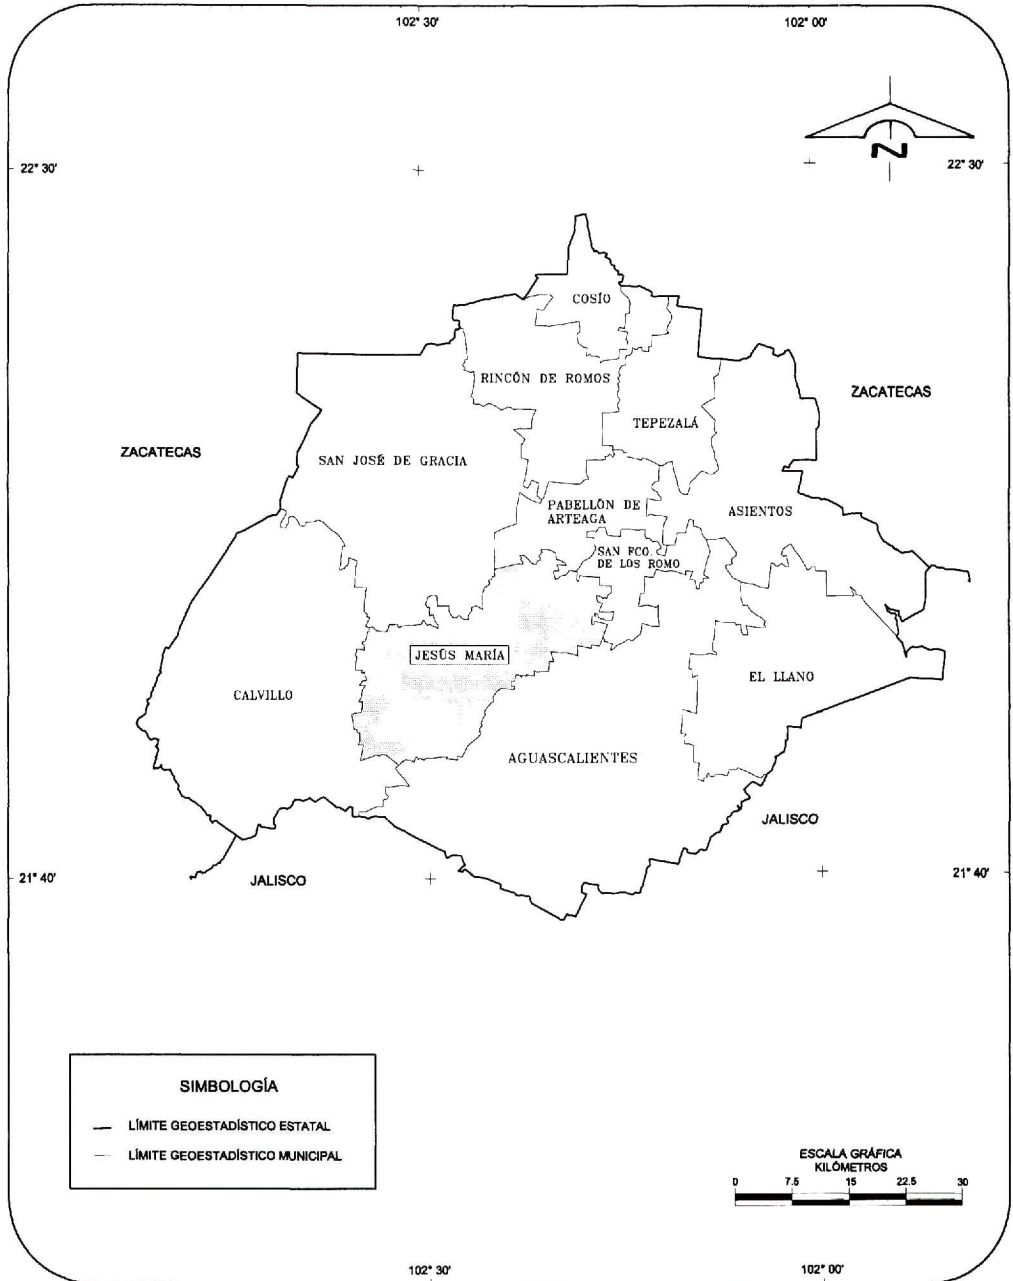 102° 30'
102° 00'
N
22° 30'
22° 30'
COSÍO
RINCÓN DE ROMOS
ZACATECAS
TEPEZALÁ
ZACATECAS
SAN JOSÉ DE GRACIA
PABELLÓN DE
ARTEAGA
ASIENTOS
SAN FCO.
DE LOS ROMO
JESÚS MARÍA
EL LLANO
CALVILLO
AGUASCALIENTES
JALISCO
21° 40'
JALISCO
21° 40'
SIMBOLOGÍA
LÍMITE GEOESTADÍSTICO ESTATAL
LÍMITE GEOESTADÍSTICO MUNICIPAL
ESCALA GRÁFICA
KILÓMETROS
0 7.5 15 22.5 30
102° 30'
102° 00'